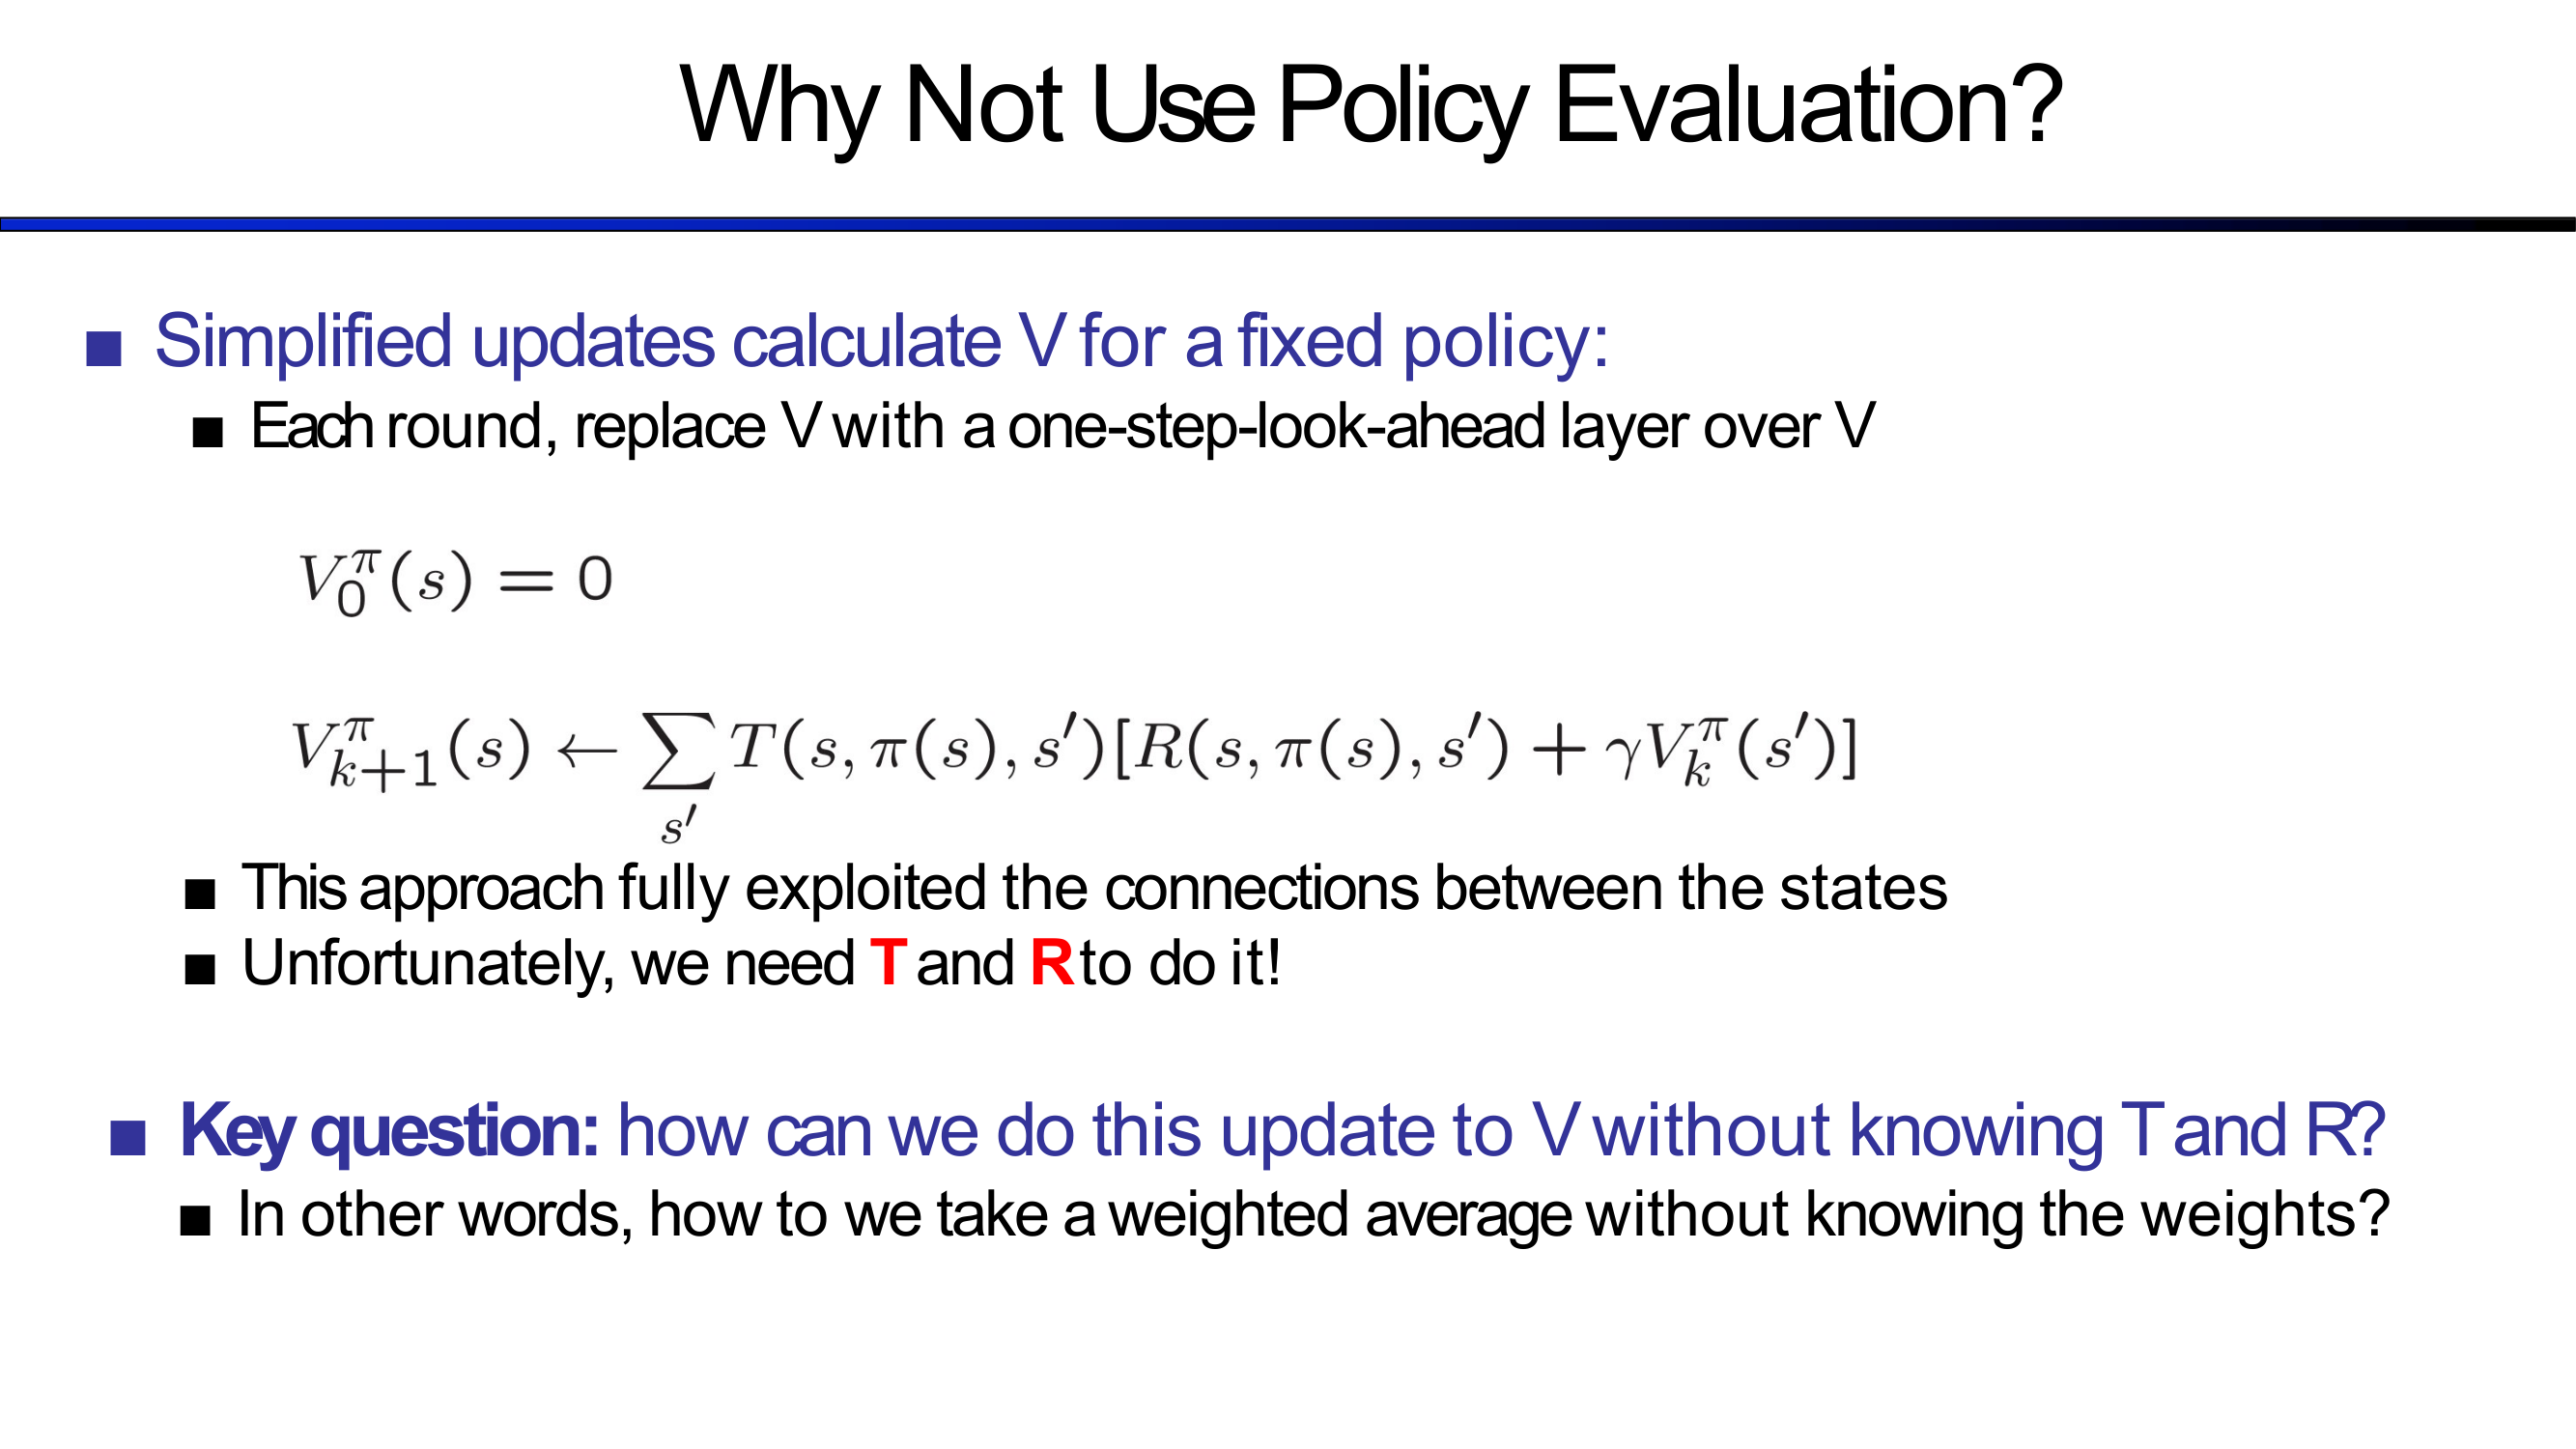 Why Not Use Policy Evaluation?
■ Simplified updates calculate V for a fixed policy:
■ Each round, replace V with a one-step-look-ahead layer over V
$V_0^\pi(s) = 0$
$V_{k+1}^\pi(s) \leftarrow \sum_{s'} T(s, \pi(s), s')[R(s, \pi(s), s') + \gamma V_k^\pi(s')]$
■ This approach fully exploited the connections between the states
■ Unfortunately, we need T and R to do it!
■ Key question: how can we do this update to V without knowing T and R?
■ In other words, how to we take a weighted average without knowing the weights?